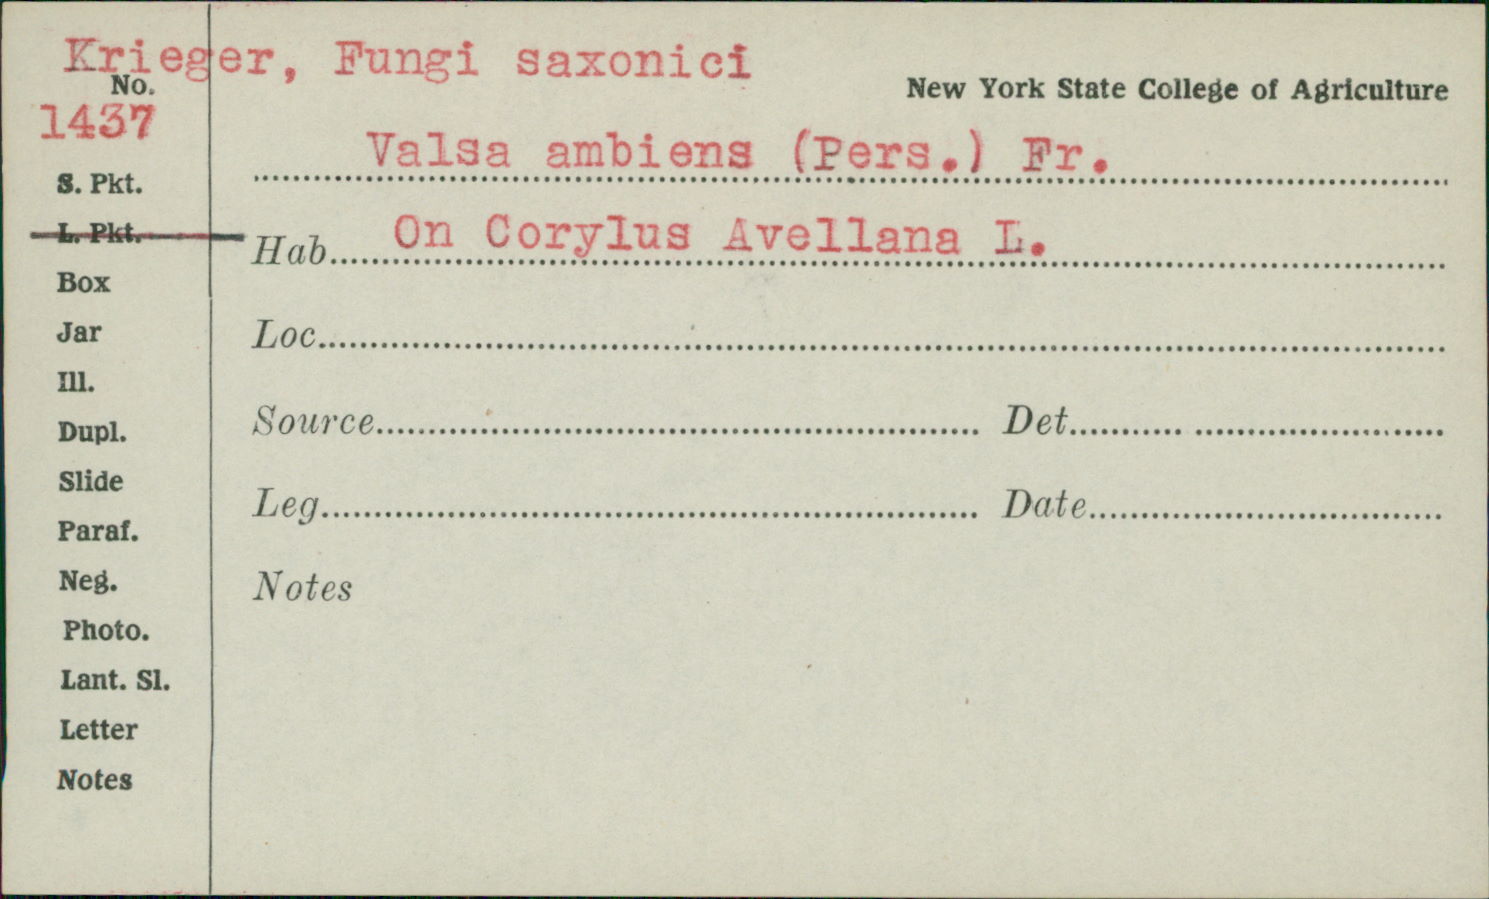 Krieger, Fungi saxonici
No.
1437
New York State College of Agriculture
Valsa ambiens (Pers.) Fr.
S. Pkt.
L. Pkt.
Hab. On Corylus Avellana L.
Box
Jar
Loc.
Ill.
Dupl.
Source Det.
Slide
Leg. Date
Paraf.
Neg.
Notes
Photo.
Lant. Sl.
Letter
Notes